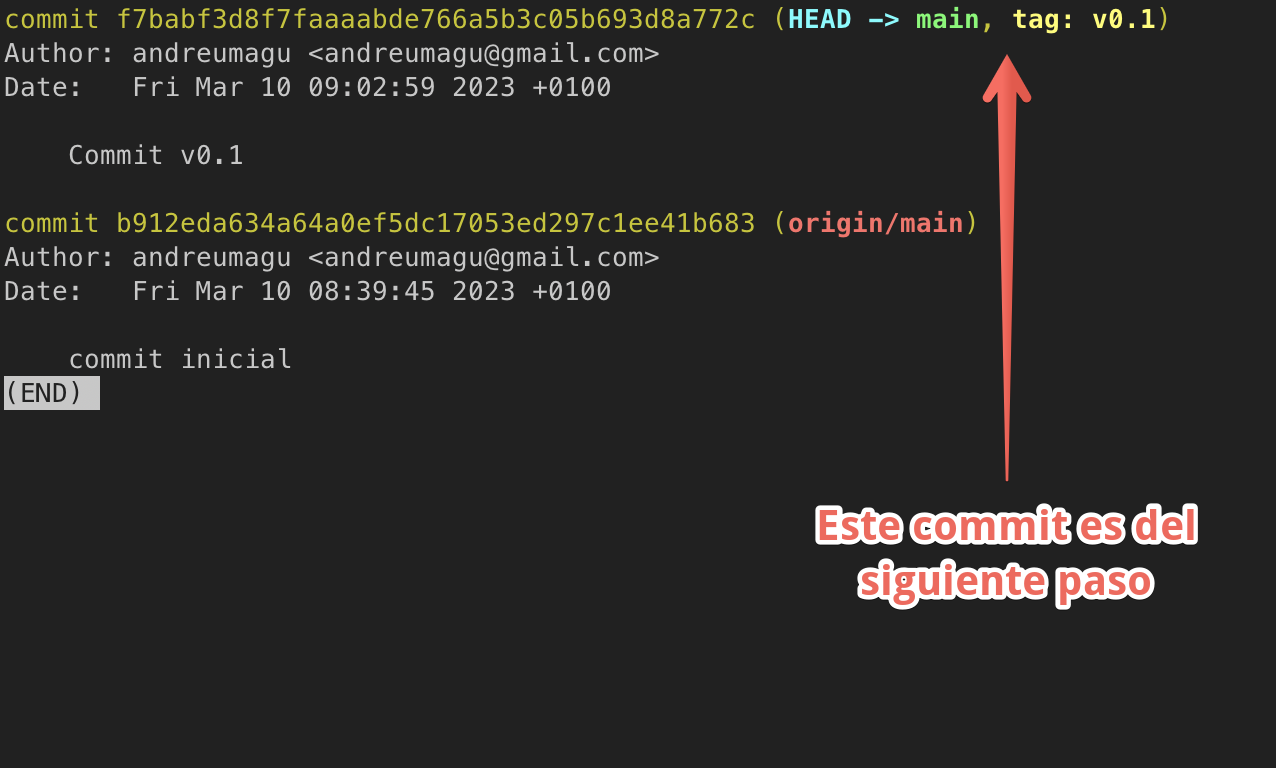 commit f7babf3d8f7faaaabde766a5b3c05b693d8a772c (HEAD -> main, tag: v0.1)
Author: andreumagu <andreumagu@gmail.com>
Date:   Fri Mar 10 09:02:59 2023 +0100
    Commit v0.1
commit b912eda634a64a0ef5dc17053ed297c1ee41b683 (origin/main)
Author: andreumagu <andreumagu@gmail.com>
Date:   Fri Mar 10 08:39:45 2023 +0100
    commit inicial
(END)
Este commit es del
siguiente paso